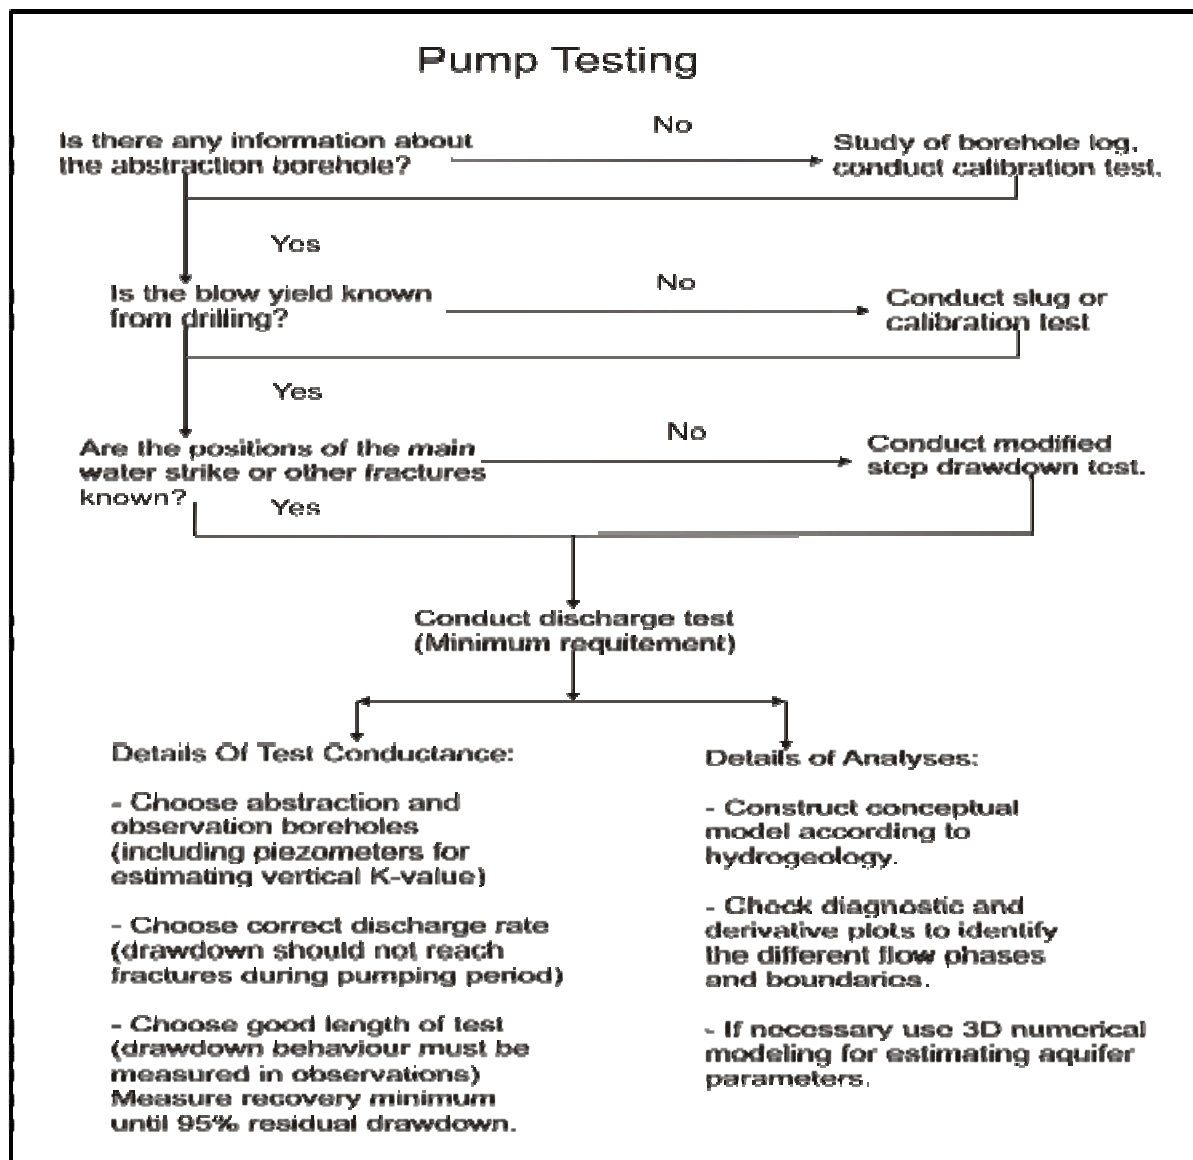 Pump Testing
No
Is there any information about
the abstraction borehole?
Study of borehole log,
conduct calibration test.
Yes
Is the blow yield known
from drilling?
No
Conduct slug or
calibration test
Yes
Are the positions of the main
water strike or other fractures
known?
No
Conduct modified
step drawdown test.
Yes
Conduct discharge test
(Minimum requitement)
Details Of Test Conductance:
- Choose abstraction and
observation boreholes
(including piezometers for
estimating vertical K-value)
- Choose correct discharge rate
(drawdown should not reach
fractures during pumping period)
- Choose good length of test
(drawdown behaviour must be
measured in observations)
Measure recovery minimum
until 95% residual drawdown.
Details of Analyses:
- Construct conceptual
model according to
hydrogeology.
- Check diagnostic and
derivative plots to identify
the different flow phases
and boundaries.
- If necessary use 3D numerical
modeling for estimating aquifer
parameters.